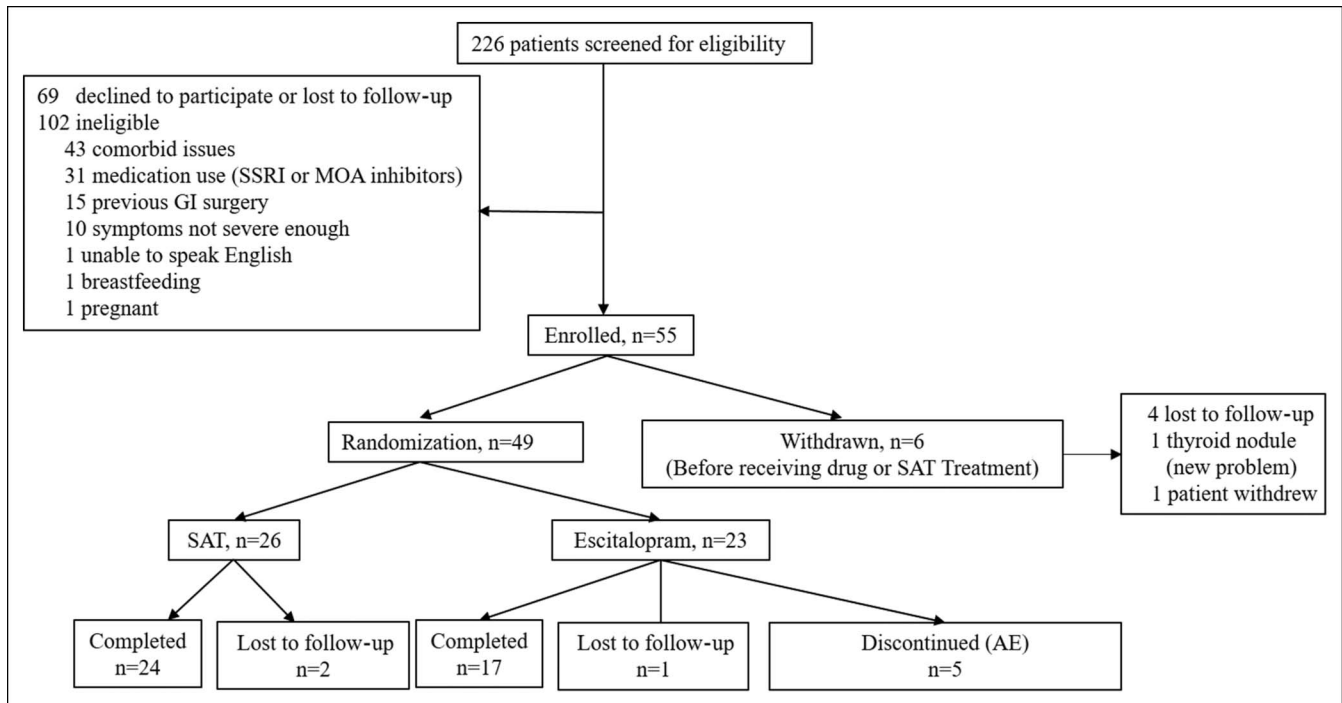 226 patients screened for eligibility
69 declined to participate or lost to follow-up
102 ineligible
43 comorbid issues
31 medication use (SSRI or MOA inhibitors)
15 previous GI surgery
10 symptoms not severe enough
1 unable to speak English
1 breastfeeding
1 pregnant
Enrolled, n=55
Randomization, n=49
Withdrawn, n=6
(Before receiving drug or SAT Treatment)
4 lost to follow-up
1 thyroid nodule
(new problem)
1 patient withdrew
SAT, n=26
Escitalopram, n=23
Completed
n=24
Lost to follow-up
n=2
Completed
n=17
Lost to follow-up
n=1
Discontinued (AE)
n=5